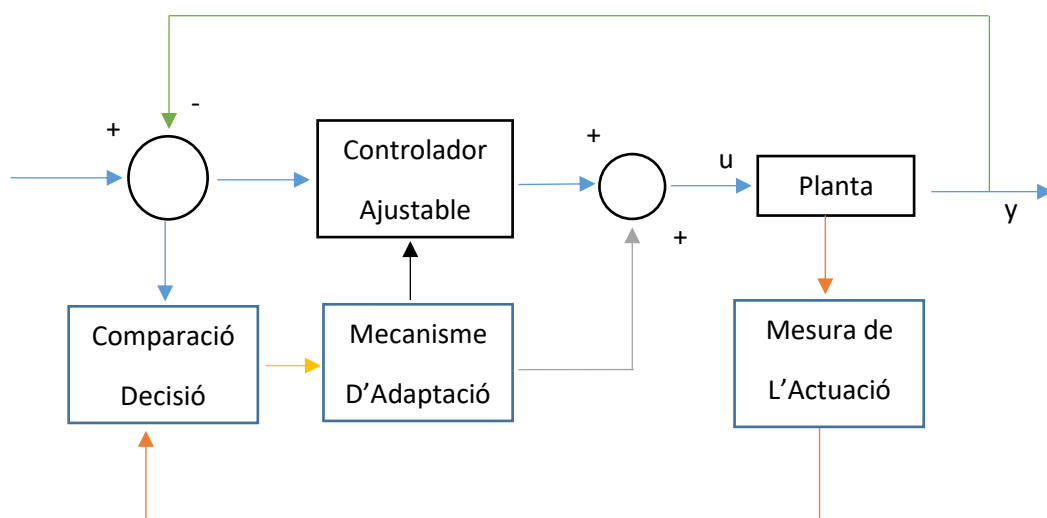 -
+
+
Controlador
Ajustable
u
Planta
y
+
Comparació
Decisió
Mecanisme
D'Adaptació
Mesura de
L'Actuació